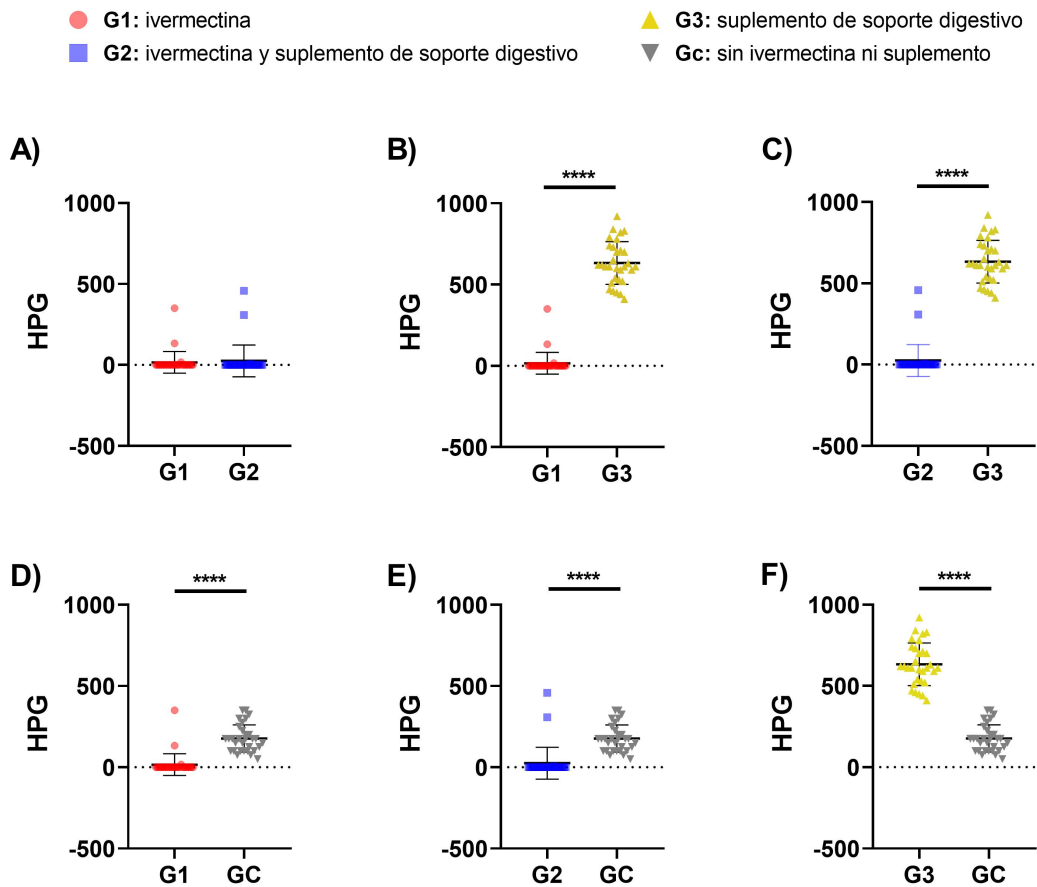 G1: ivermectina
G2: ivermectina y suplemento de soporte digestivo
G3: suplemento de soporte digestivo
Gc: sin ivermectina ni suplemento
A)
HPG
1000
500
0
-500
G1 G2
B)
****
HPG
1000
500
0
-500
G1 G3
C)
****
HPG
1000
500
0
-500
G2 G3
D)
****
HPG
1000
500
0
-500
G1 GC
E)
****
HPG
1000
500
0
-500
G2 GC
F)
****
HPG
1000
500
0
-500
G3 GC